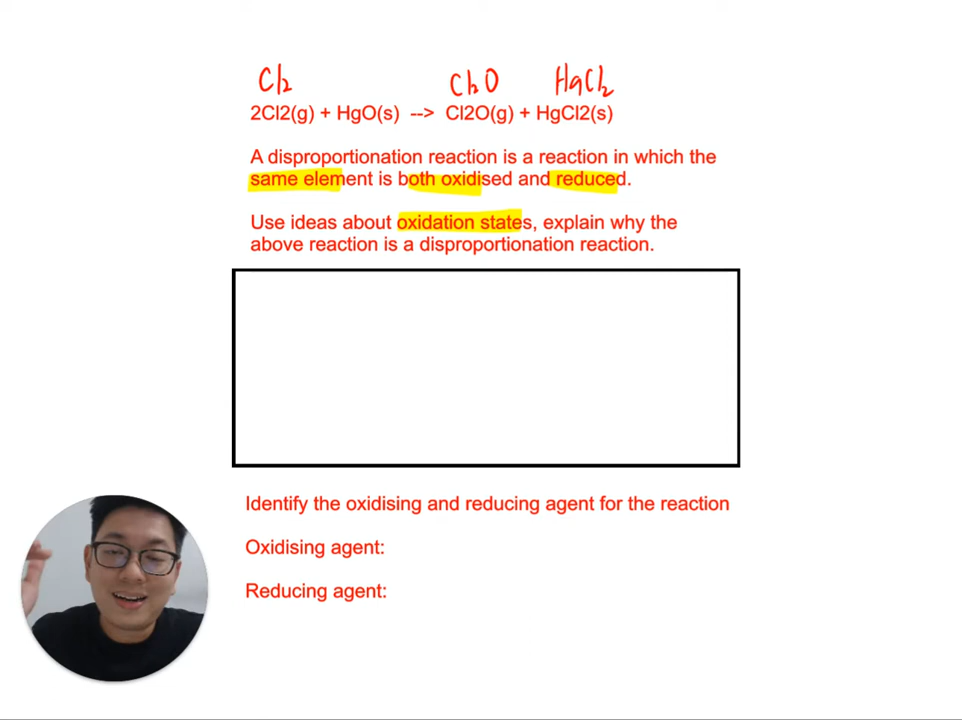 Cl2 Cl2O HgCl2
2Cl2(g) + HgO(s) --> Cl2O(g) + HgCl2(s)
A disproportionation reaction is a reaction in which the
same element is both oxidised and reduced.
Use ideas about oxidation states, explain why the
above reaction is a disproportionation reaction.
Identify the oxidising and reducing agent for the reaction
Oxidising agent:
Reducing agent: